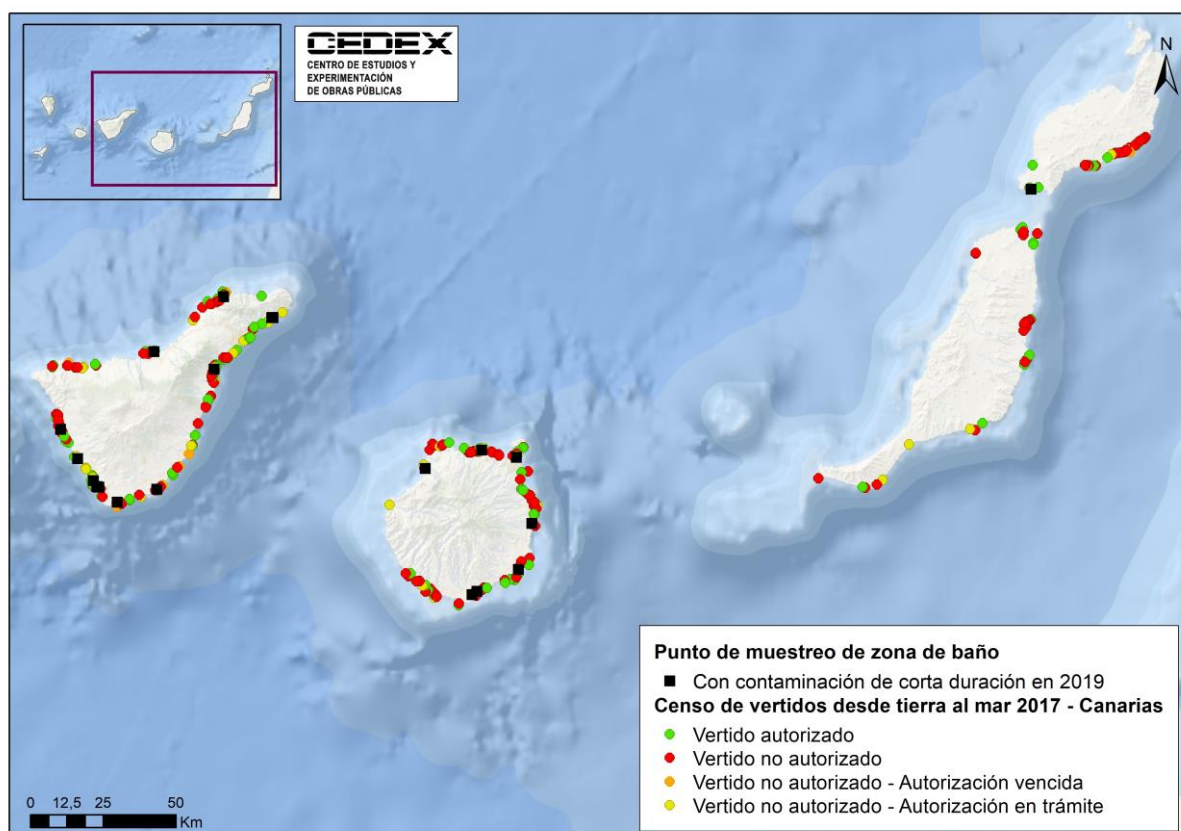 CEDEX
CENTRO DE ESTUDIOS Y
EXPERIMENTACIÓN
DE OBRAS PÚBLICAS
N
Punto de muestreo de zona de baño
Con contaminación de corta duración en 2019
Censo de vertidos desde tierra al mar 2017 - Canarias
Vertido autorizado
Vertido no autorizado
Vertido no autorizado - Autorización vencida
Vertido no autorizado - Autorización en trámite
0 12,5 25 50
Km